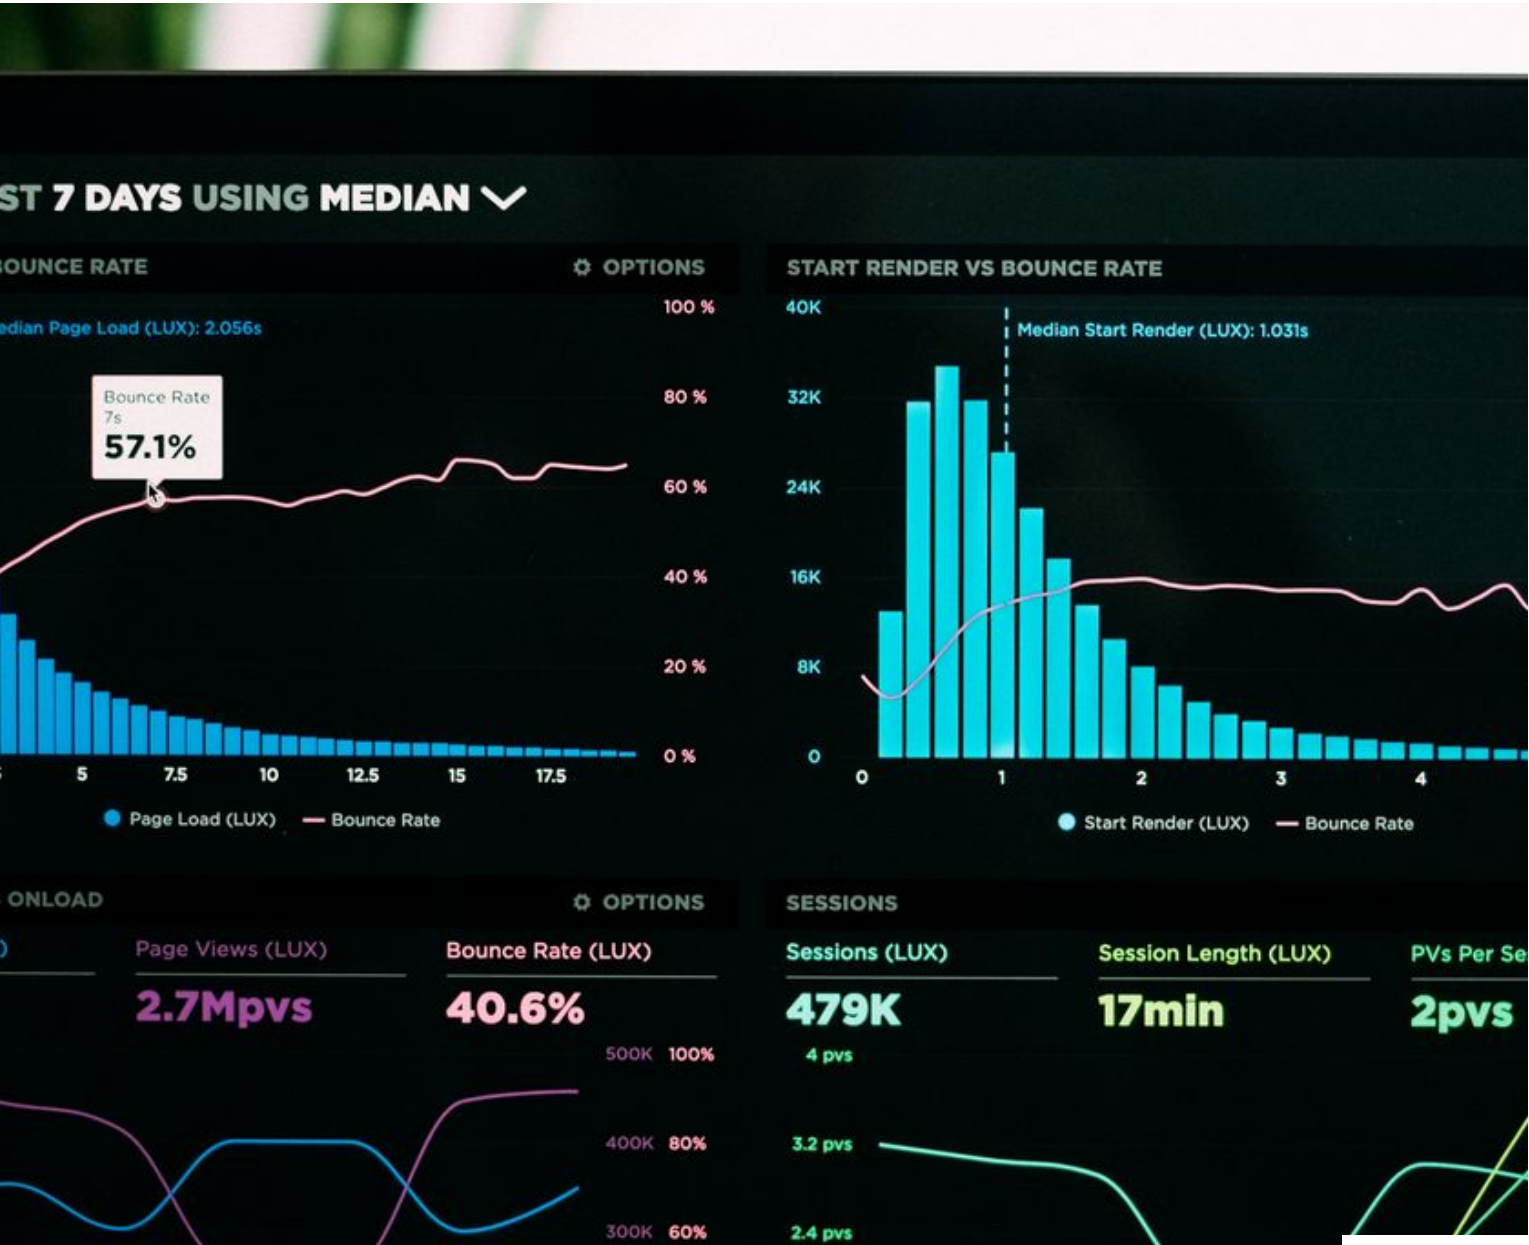 ST 7 DAYS USING MEDIAN
BOUNCE RATE
OPTIONS
edian Page Load (LUX): 2.056s
100 %
80 %
60 %
40 %
20 %
0 %
Bounce Rate
7s
57.1%
5
7.5
10
12.5
15
17.5
Page Load (LUX)
Bounce Rate
START RENDER VS BOUNCE RATE
40K
32K
24K
16K
8K
0
Median Start Render (LUX): 1.031s
0
1
2
3
4
Start Render (LUX)
Bounce Rate
ONLOAD
OPTIONS
Page Views (LUX)
2.7Mpvs
Bounce Rate (LUX)
40.6%
500K 100%
400K 80%
300K 60%
SESSIONS
Sessions (LUX)
479K
Session Length (LUX)
17min
PVs Per Se
2pvs
4 pvs
3.2 pvs
2.4 pvs